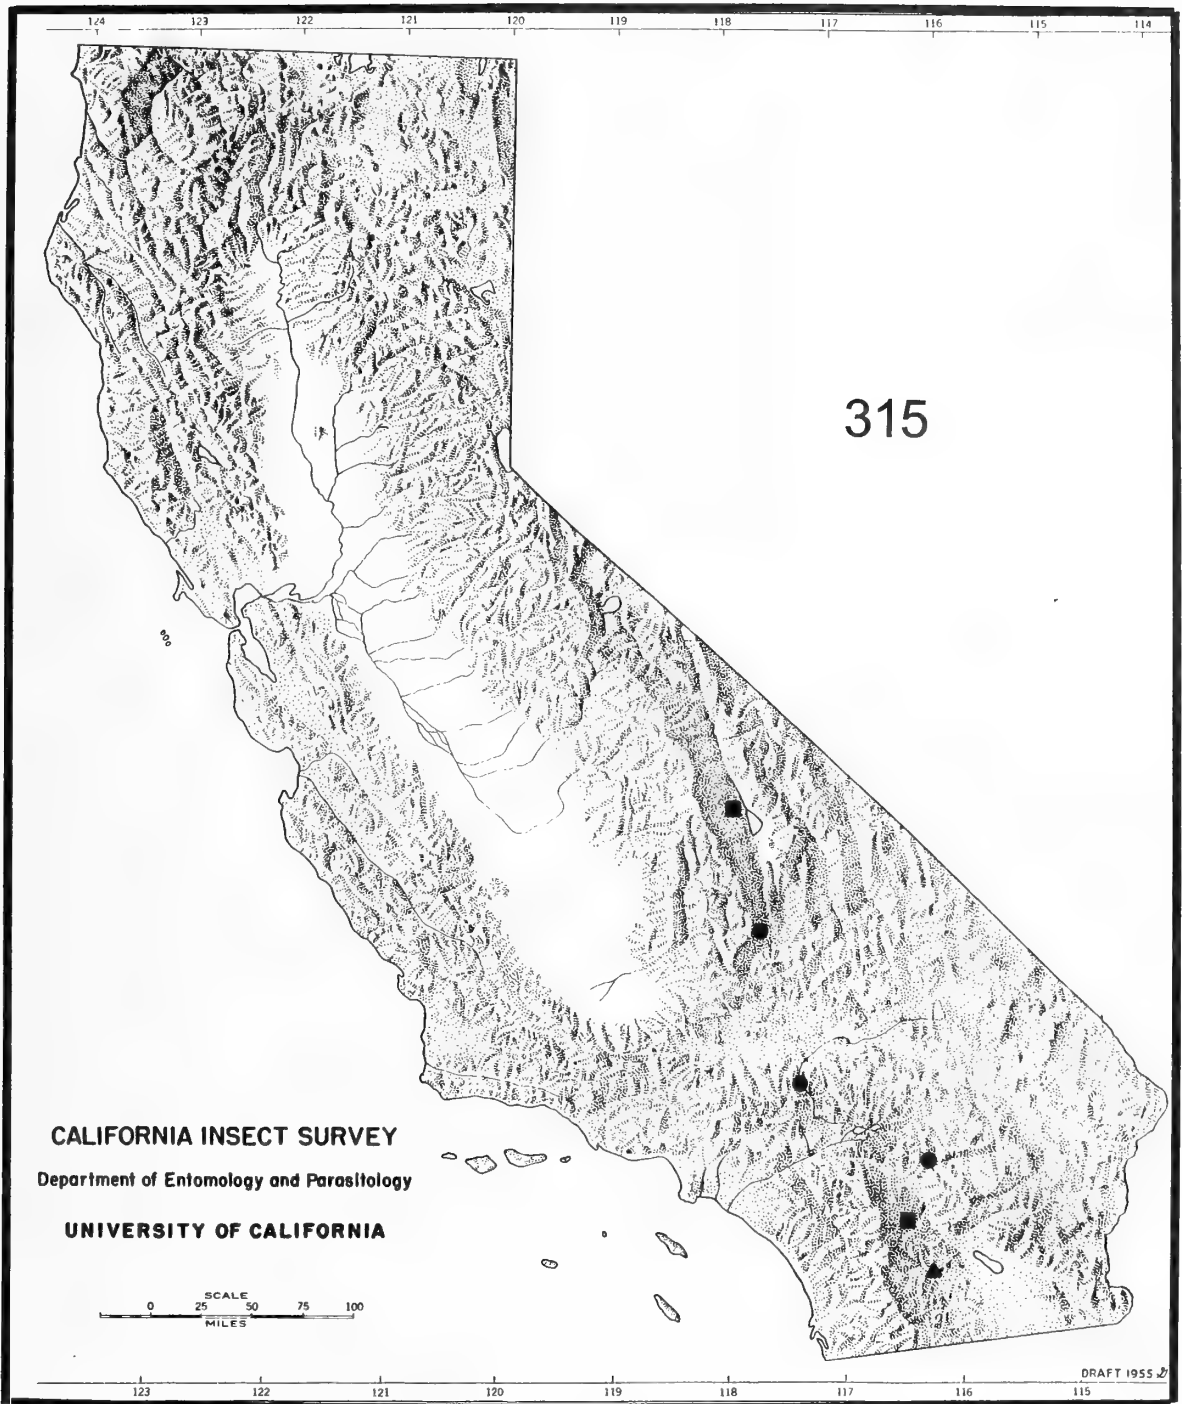 124 123 122 121 120 119 118 117 116 115 114
315
CALIFORNIA INSECT SURVEY
Department of Entomology and Parasitology
UNIVERSITY OF CALIFORNIA
SCALE
0 25 50 75 100
MILES
DRAFT 1955
123 122 121 120 119 118 117 116 115